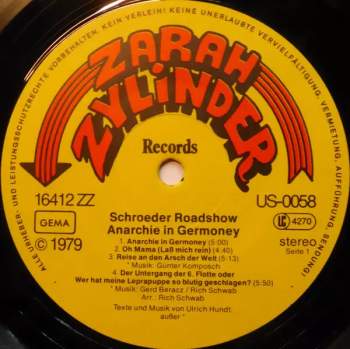 ALLE URHEBER- UND LEISTUNGSSCHUTZRECHTE VORBEHALTEN. KEIN VERLEIH! KEINE UNERLAUBTE VERVIELFÄLTIGUNG, VERMIETUNG, AUFFÜHRUNG, SENDUNG!
ZARAH
ZYLINDER
Records
16412 ZZ
US-0058
GEMA
LC 4270
© 1979
stereo
Seite 1
Schroeder Roadshow
Anarchie in Germoney
1. Anarchie in Germoney (5:00)
2. Oh Mama (Laß mich rein) (4.40)
3. Reise an den Arsch der Welt (5:13)
* Musik: Günter Komposch
4. Der Untergang der 6. Flotte oder
Wer hat meine Leprapuppe so blutig geschlagen? (5:50)
* Musik: Gerd Beracz / Rich Schwab
Arr.: Rich Schwab
Texte und Musik von Ulrich Hundt
außer *